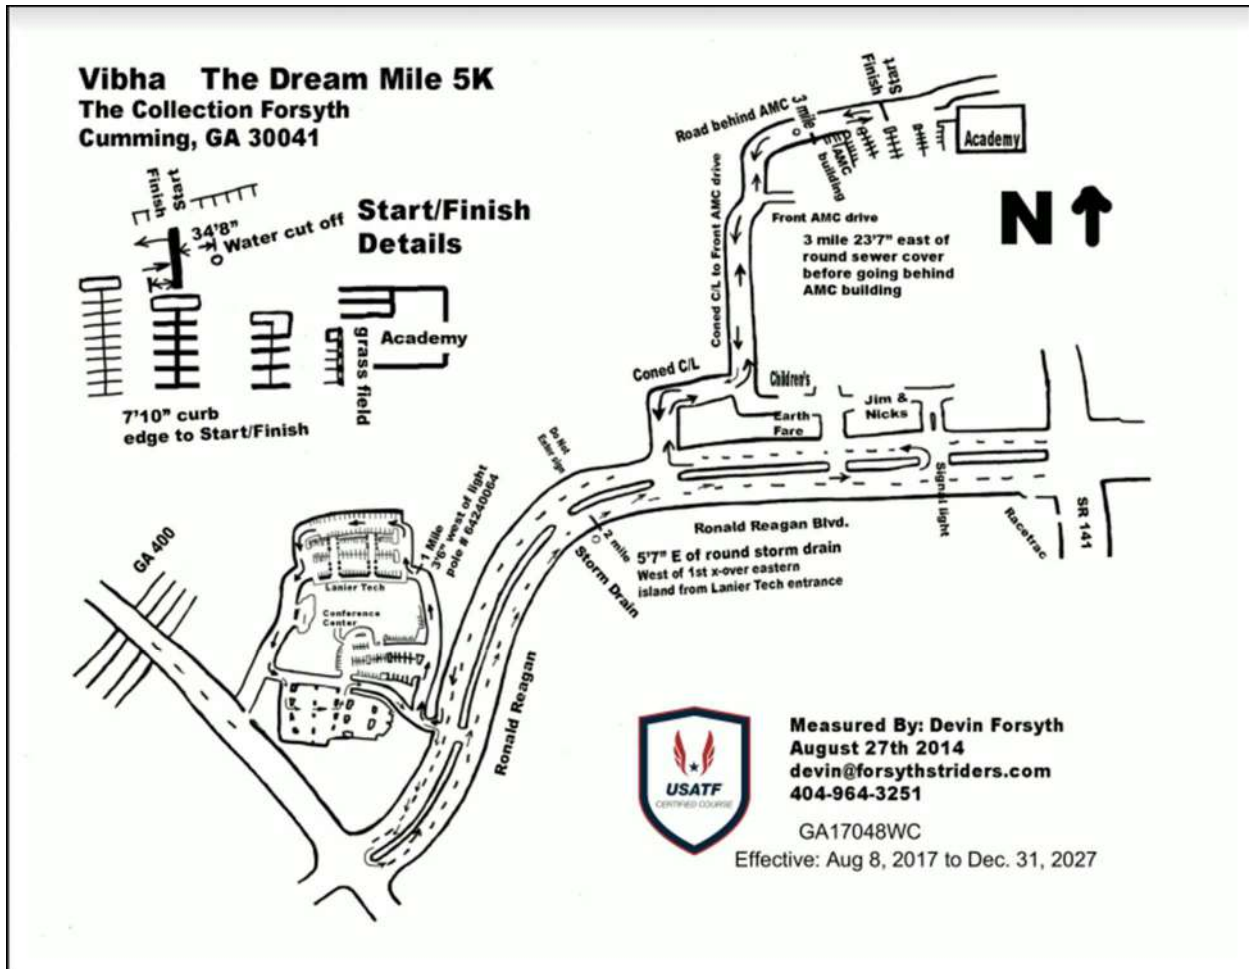 Vibha The Dream Mile 5K
The Collection Forsyth
Cumming, GA 30041
Finish
Start
34'8"
Water cut off
Start/Finish
Details
Academy
grass field
7'10" curb
edge to Start/Finish
Road behind AMC
3 mile
Finish
Start
AMC
building
Academy
N
Coned C/L to Front AMC drive
Front AMC drive
3 mile 23'7" east of
round sewer cover
before going behind
AMC building
Coned C/L
Children's
Earth
Fare
Jim &
Nicks
Do Not
Enter sign
Signal light
Racetrac
SR 141
Ronald Reagan Blvd.
2 mile
Storm Drain
5'7" E of round storm drain
West of 1st x-over eastern
island from Lanier Tech entrance
1 Mile
3'6" west of light
pole # 64240064
GA 400
Lanier Tech
Conference
Center
Ronald Reagan
USATF
CERTIFIED COURSE
Measured By: Devin Forsyth
August 27th 2014
devin@forsythstriders.com
404-964-3251
GA17048WC
Effective: Aug 8, 2017 to Dec. 31, 2027